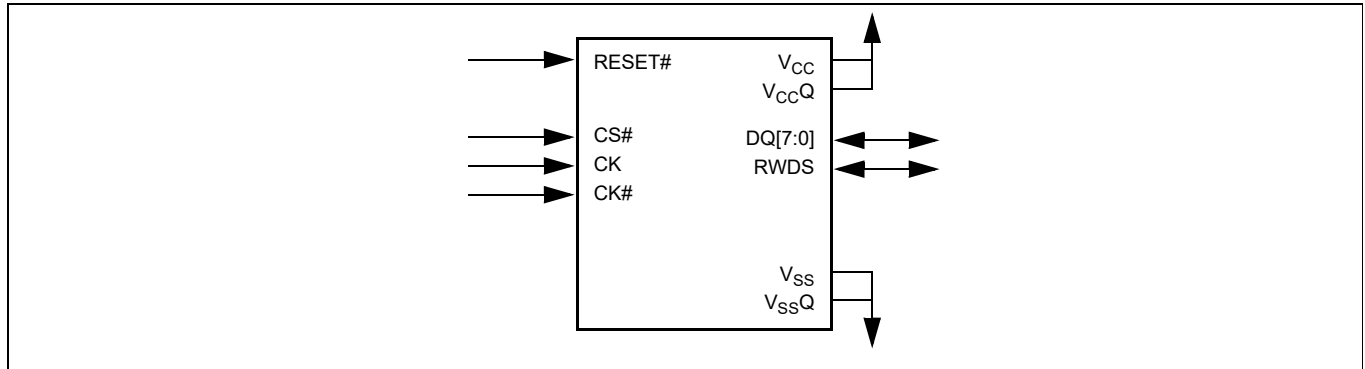 RESET#
CS#
CK
CK#
VCC
VCCQ
DQ[7:0]
RWDS
VSS
VSSQ